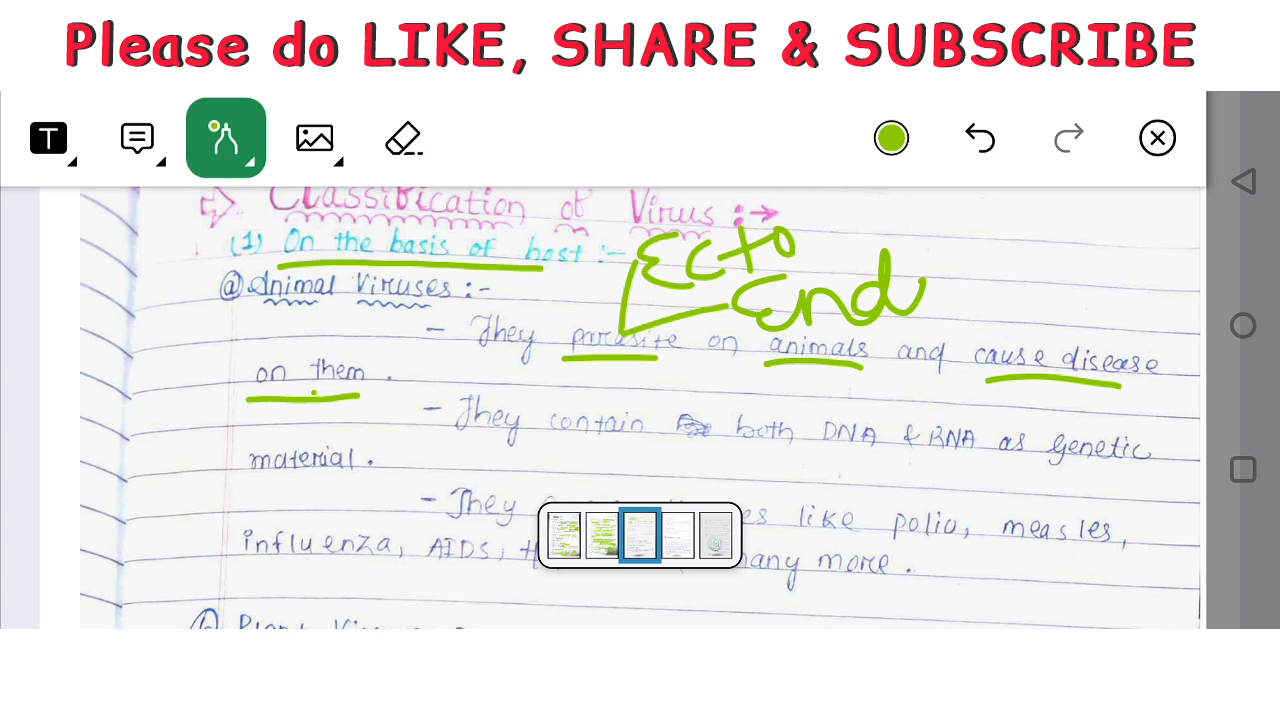 Please do LIKE, SHARE & SUBSCRIBE
T
Classification of Virus :→
(1) On the basis of host :-
Ecto
End
@ Animal Viruses :-
- They parasite on animals and cause disease
on them .
- They contain both DNA & RNA as genetic
material .
- They es like polio, measles,
influenza, AIDS, many more .